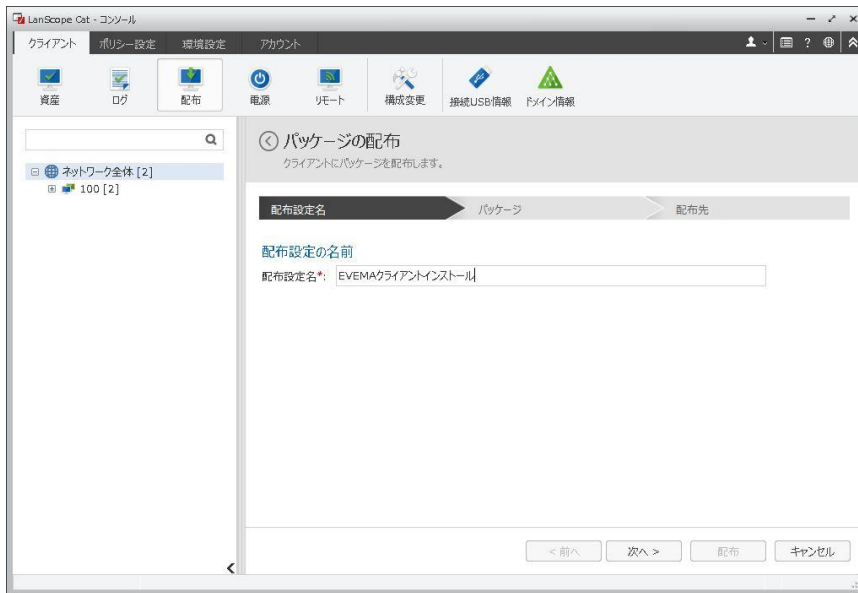 LanScope Cat - コンソール
クライアント ポリシー設定 環境設定 アカウント
資産 ログ 配布 電源 リモート 構成変更 接続USB情報 ドメイン情報
パッケージの配布
クライアントにパッケージを配布します。
ネットワーク全体 [2]
100 [2]
配布設定名 パッケージ 配布先
配布設定の名前
配布設定名*: EVEMAクライアントインストール
< 前へ 次へ > 配布 キャンセル